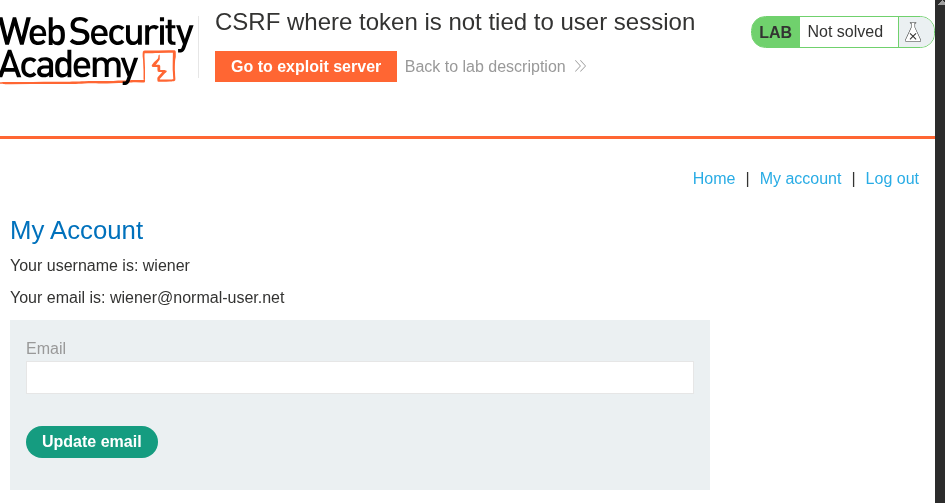 Web Security
Academy
CSRF where token is not tied to user session
Go to exploit server Back to lab description
LAB Not solved
Home | My account | Log out
My Account
Your username is: wiener
Your email is: wiener@normal-user.net
Email
Update email